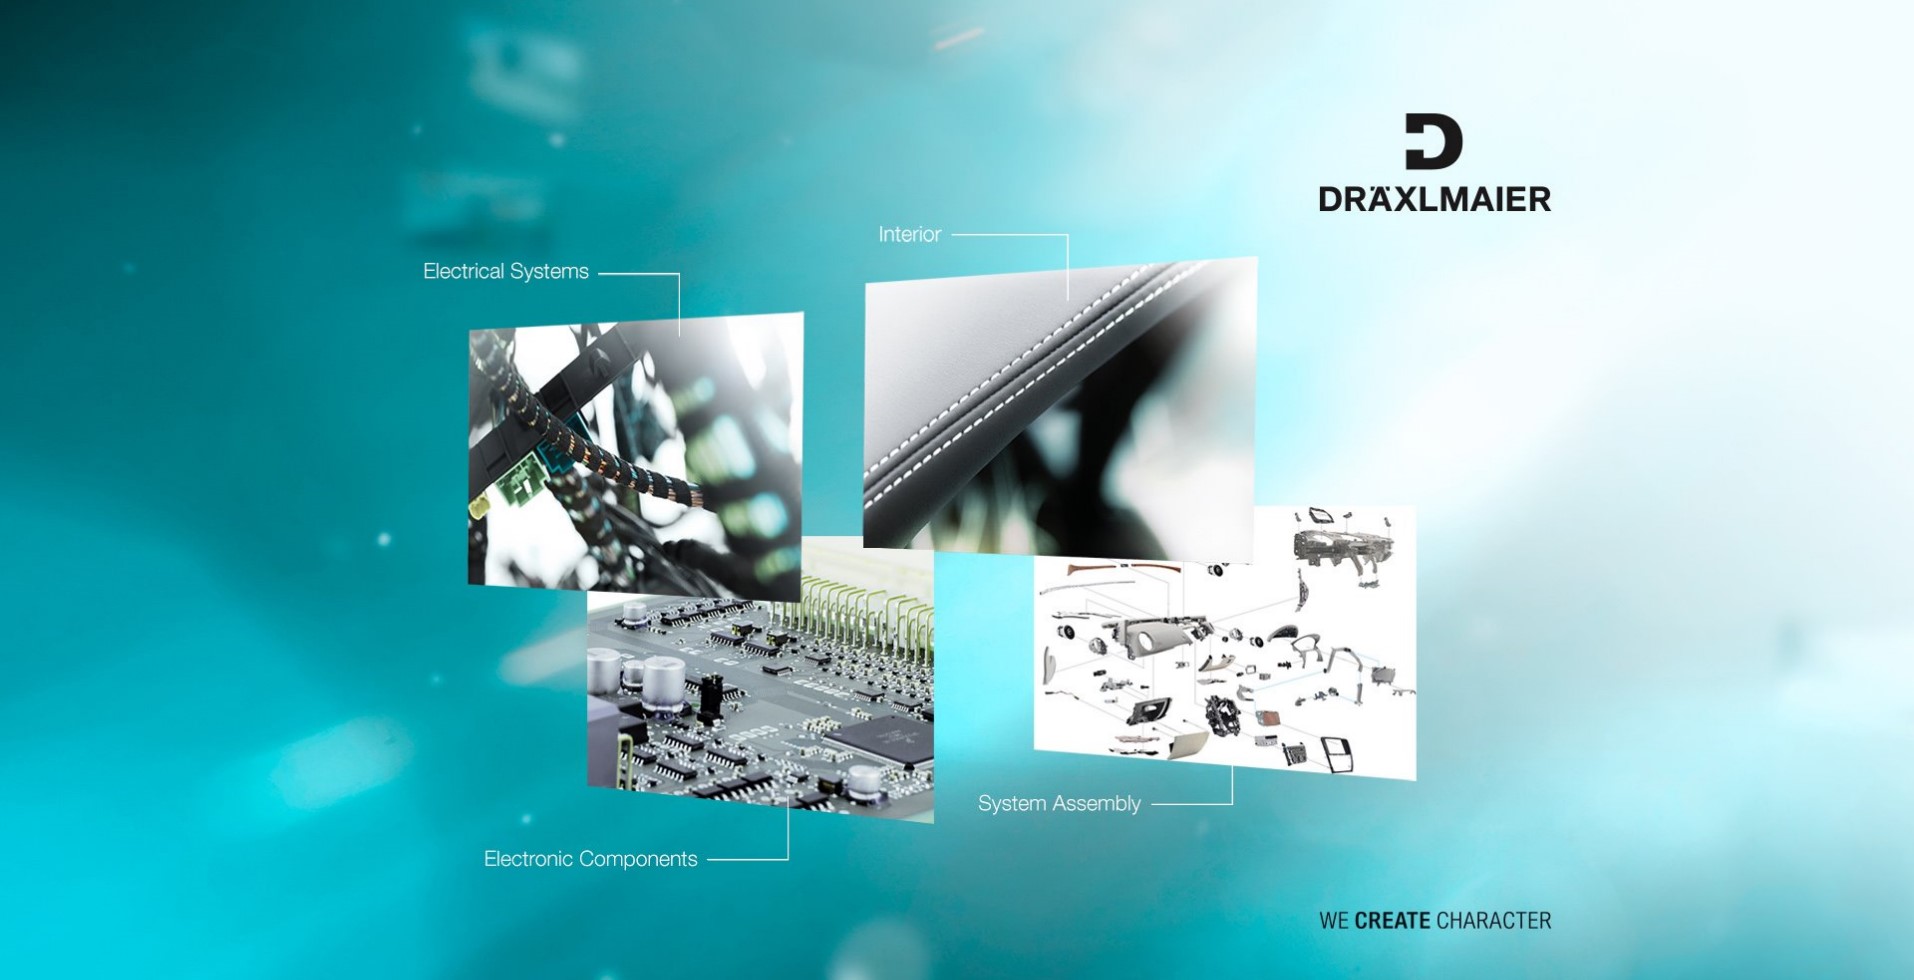 DRÄXLMAIER
Interior
Electrical Systems
System Assembly
Electronic Components
WE CREATE CHARACTER